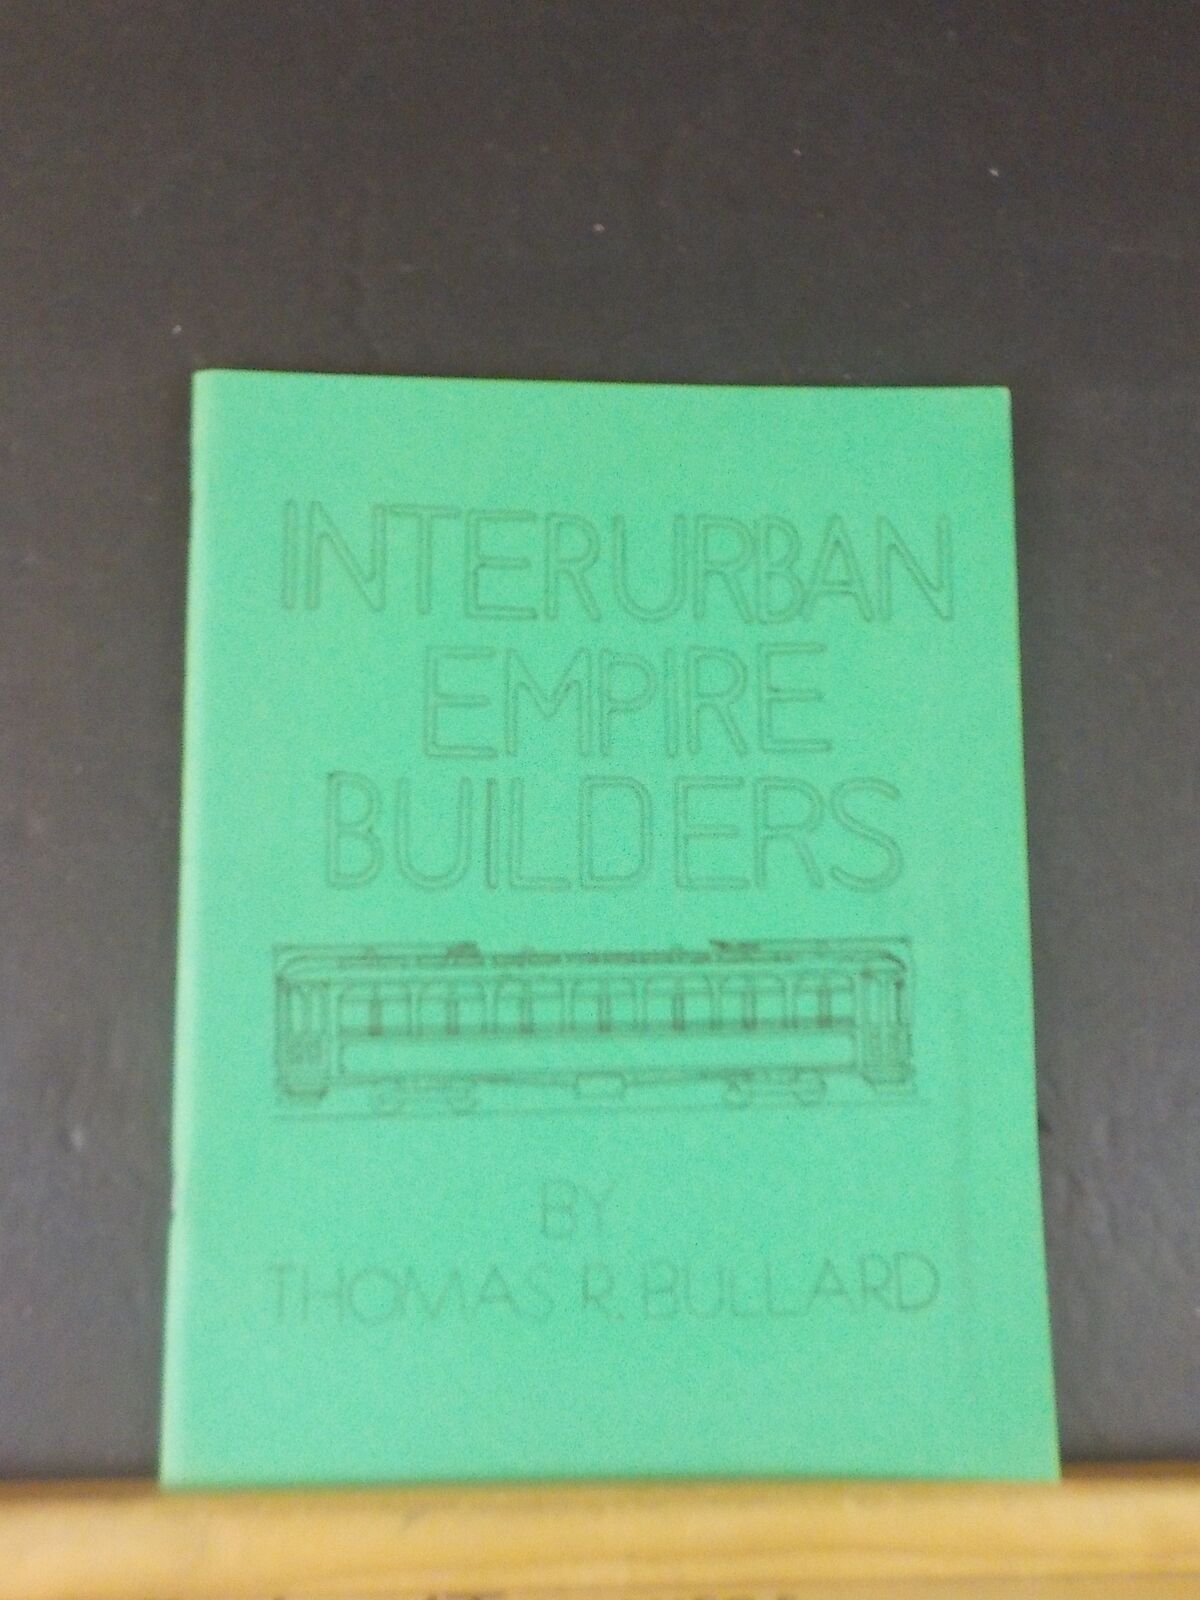 INTERURBAN
EMPIRE
BUILDERS
BY
THOMAS R. BULLARD